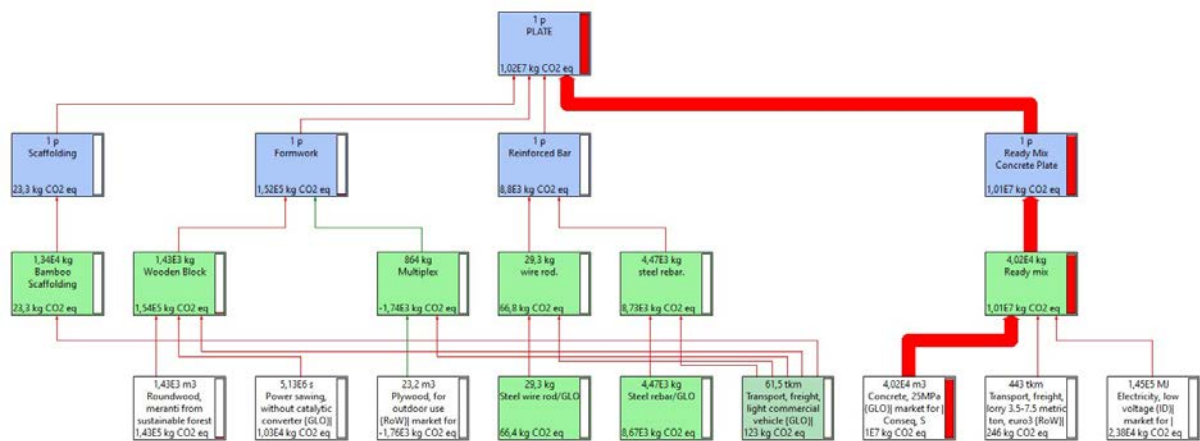 1 p
PLATE
1,02E7 kg CO2 eq
1 p
Scaffolding
23,3 kg CO2 eq
1 p
Formwork
1,52E5 kg CO2 eq
1 p
Reinforced Bar
8,8E3 kg CO2 eq
1 p
Ready Mix
Concrete Plate
1,01E7 kg CO2 eq
1,34E4 kg
Bamboo
Scaffolding
23,3 kg CO2 eq
1,43E3 kg
Wooden Block
1,54E5 kg CO2 eq
864 kg
Multiplex
-1,74E3 kg CO2 eq
29,3 kg
wire rod.
66,8 kg CO2 eq
4,47E3 kg
steel rebar.
8,73E3 kg CO2 eq
4,02E4 kg
Ready mix
1,01E7 kg CO2 eq
1,43E3 m3
Roundwood,
meranti from
sustainable forest
1,43E5 kg CO2 eq
5,13E6 s
Power sawing,
without catalytic
converter {GLO}|
1,03E4 kg CO2 eq
23,2 m3
Plywood, for
outdoor use
{RoW}| market for
-1,76E3 kg CO2 eq
29,3 kg
Steel wire rod/GLO
66,4 kg CO2 eq
4,47E3 kg
Steel rebar/GLO
8,67E3 kg CO2 eq
61,5 tkm
Transport, freight,
light commercial
vehicle {GLO}|
123 kg CO2 eq
4,02E4 m3
Concrete, 25MPa
{GLO}| market for |
Conseq, S
1E7 kg CO2 eq
443 tkm
Transport, freight,
lorry 3.5-7.5 metric
ton, euro3 {RoW}|
246 kg CO2 eq
1,45E5 MJ
Electricity, low
voltage {ID}|
market for |
2,38E4 kg CO2 eq